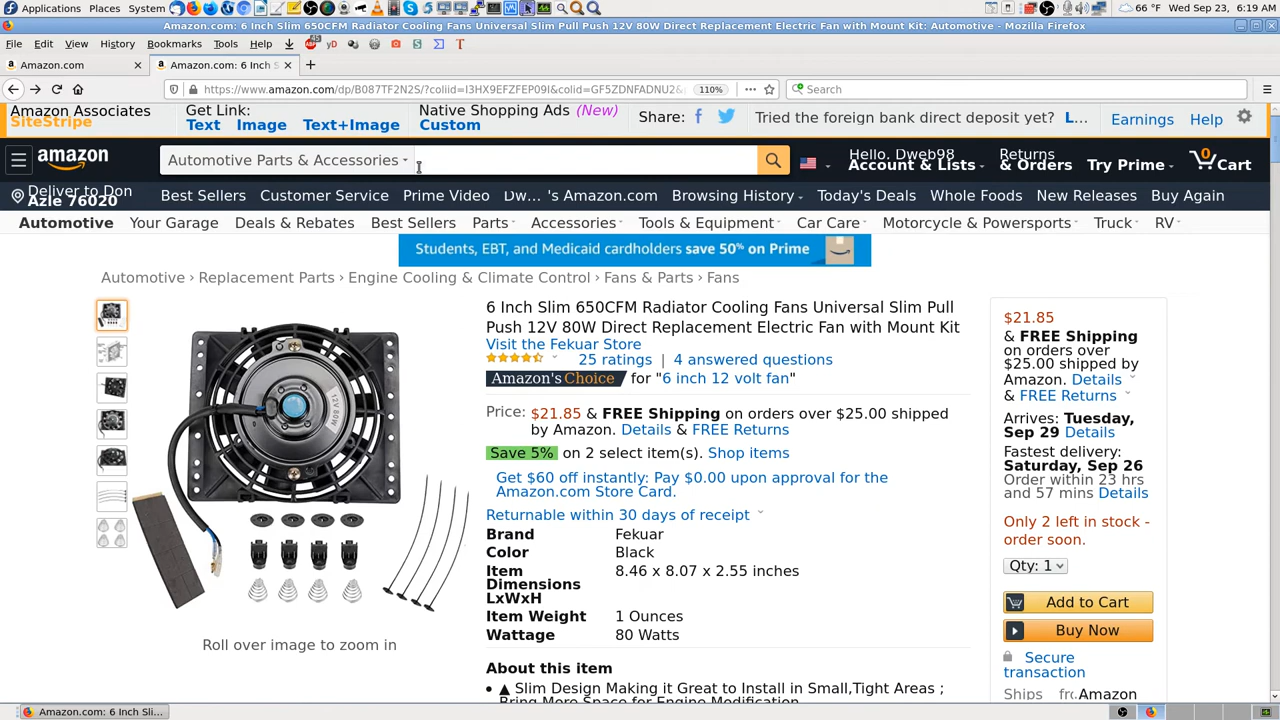 Applications Places System
66 °F Wed Sep 23, 6:19 AM
Amazon.com: 6 Inch Slim 650CFM Radiator Cooling Fans Universal Slim Pull Push 12V 80W Direct Replacement Electric Fan with Mount Kit: Automotive - Mozilla Firefox
File Edit View History Bookmarks Tools Help
Amazon.com
Amazon.com: 6 Inch S
https://www.amazon.com/dp/B087TF2N2S/?coliid=I3HX9EFZFEP09I&colid=GF5ZDNFADNU2& 110% Search
Amazon Associates
SiteStripe
Get Link:
Text Image Text+Image
Native Shopping Ads (New)
Custom
Share:
Tried the foreign bank direct deposit yet? L...
Earnings Help
amazon
Automotive Parts & Accessories
Hello, Dweb98
Account & Lists
Returns
& Orders
Try Prime
0
Cart
Deliver to Don
Azle 76020
Best Sellers Customer Service Prime Video Dw... 's Amazon.com Browsing History Today's Deals Whole Foods New Releases Buy Again
Automotive Your Garage Deals & Rebates Best Sellers Parts Accessories Tools & Equipment Car Care Motorcycle & Powersports Truck RV
Students, EBT, and Medicaid cardholders save 50% on Prime
Automotive › Replacement Parts › Engine Cooling & Climate Control › Fans & Parts › Fans
12V 80W
Roll over image to zoom in
6 Inch Slim 650CFM Radiator Cooling Fans Universal Slim Pull
Push 12V 80W Direct Replacement Electric Fan with Mount Kit
Visit the Fekuar Store
25 ratings | 4 answered questions
Amazon's Choice for "6 inch 12 volt fan"
Price: $21.85 & FREE Shipping on orders over $25.00 shipped
by Amazon. Details & FREE Returns
Save 5% on 2 select item(s). Shop items
Get $60 off instantly: Pay $0.00 upon approval for the
Amazon.com Store Card.
Returnable within 30 days of receipt
Brand Fekuar
Color Black
Item
Dimensions
LxWxH
8.46 x 8.07 x 2.55 inches
Item Weight 1 Ounces
Wattage 80 Watts
About this item
• ▲ Slim Design Making it Great to Install in Small,Tight Areas ;
Bring More Space for Engine Modification
$21.85
& FREE Shipping
on orders over
$25.00 shipped by
Amazon. Details
& FREE Returns
Arrives: Tuesday,
Sep 29 Details
Fastest delivery:
Saturday, Sep 26
Order within 23 hrs
and 57 mins Details
Only 2 left in stock -
order soon.
Qty: 1
Add to Cart
Buy Now
Secure
transaction
Ships fr Amazon
Amazon.com: 6 Inch Sli...